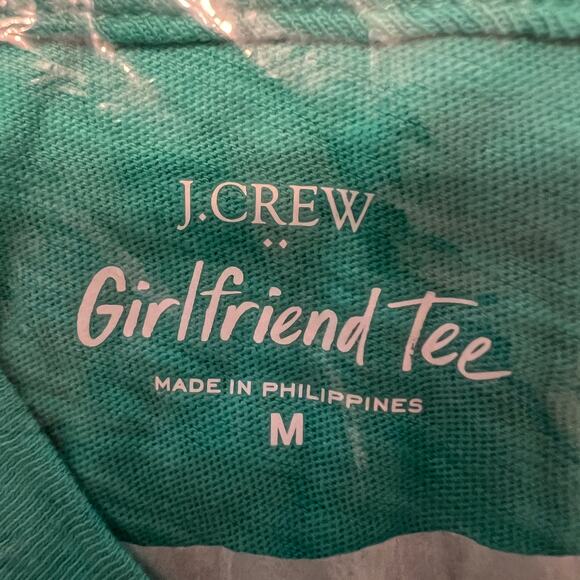 J.CREW
Girlfriend Tee
MADE IN PHILIPPINES
M